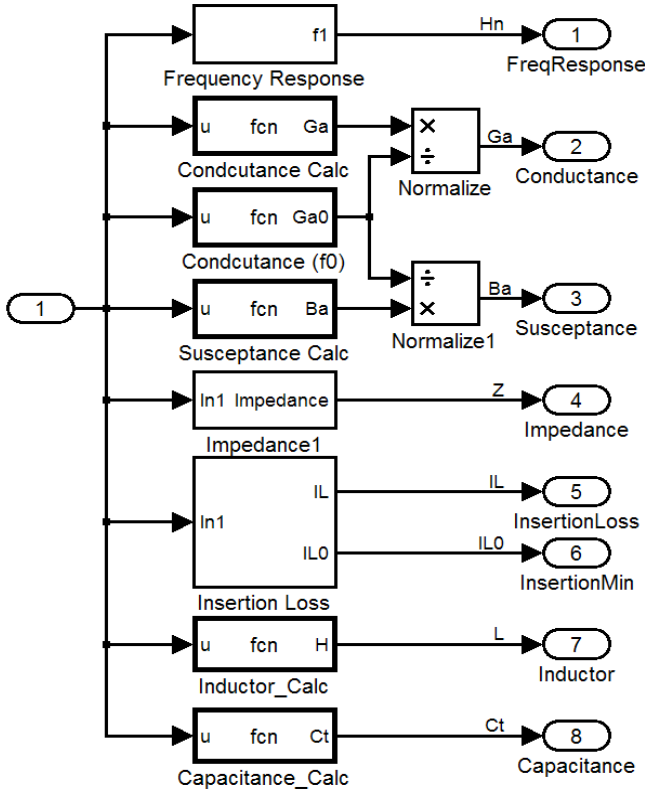 f1
Hn
1
Frequency Response
FreqResponse
u fcn Ga
×
÷
Ga
2
Condcutance Calc
Normalize
Conductance
u fcn Ga0
Condcutance (f0)
÷
×
Ba
3
1
u fcn Ba
Susceptance Calc
Normalize1
Susceptance
In1 Impedance
Z
4
Impedance1
Impedance
In1
IL
IL
5
InsertionLoss
IL0
IL0
6
Insertion Loss
InsertionMin
u fcn H
L
7
Inductor_Calc
Inductor
u fcn Ct
Ct
8
Capacitance_Calc
Capacitance